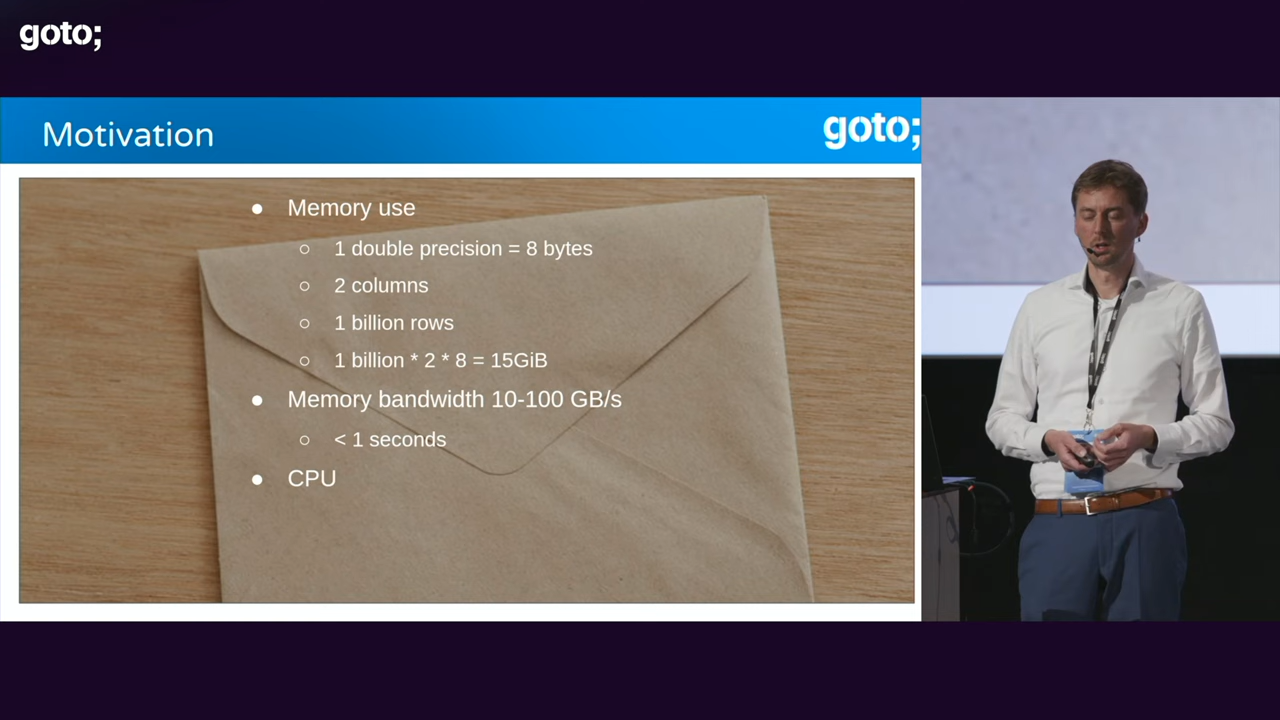 goto;
Motivation
goto;
● Memory use
○ 1 double precision = 8 bytes
○ 2 columns
○ 1 billion rows
○ 1 billion * 2 * 8 = 15GiB
● Memory bandwidth 10-100 GB/s
○ < 1 seconds
● CPU